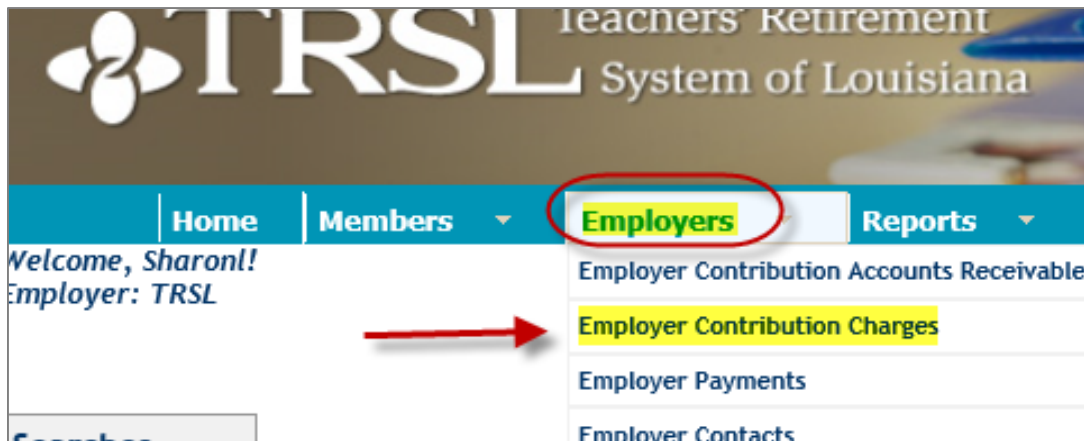 TRSL
Teachers' Retirement
System of Louisiana
Home Members Employers Reports
Welcome, Sharonl!
Employer: TRSL
Employer Contribution Accounts Receivable
Employer Contribution Charges
Employer Payments
Employer Contacts
Searches